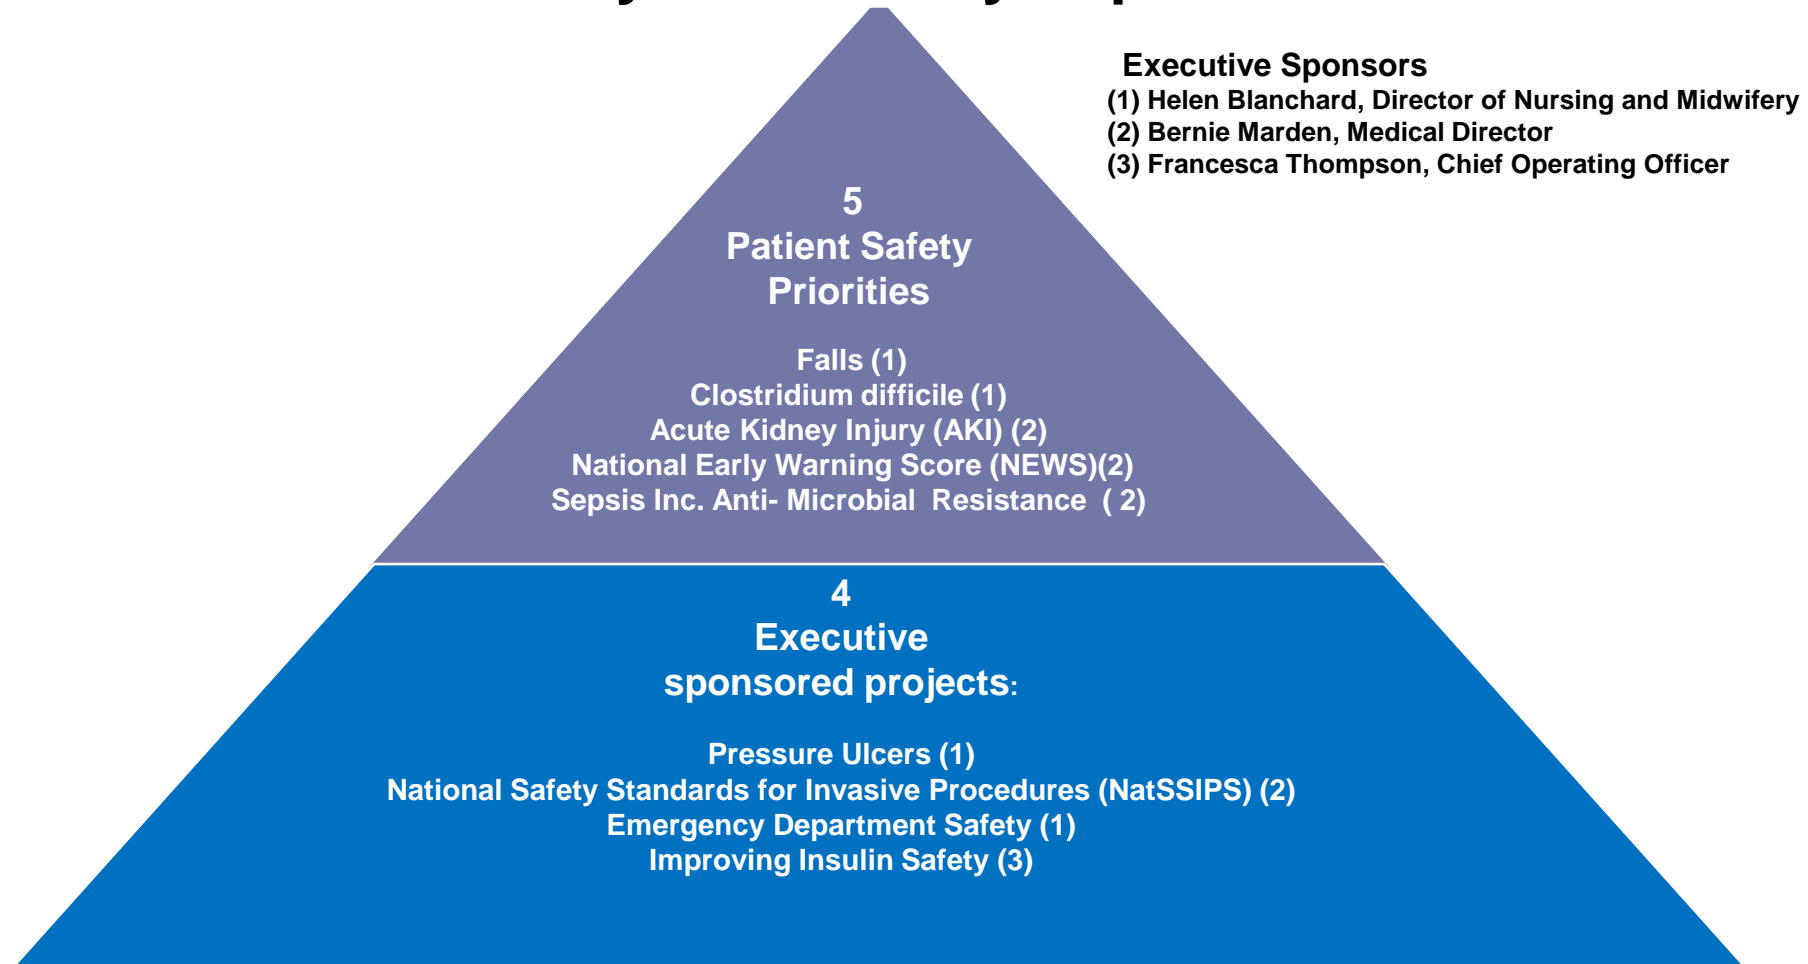 Executive Sponsors
(1) Helen Blanchard, Director of Nursing and Midwifery
(2) Bernie Marden, Medical Director
(3) Francesca Thompson, Chief Operating Officer
5
Patient Safety
Priorities
Falls (1)
Clostridium difficile (1)
Acute Kidney Injury (AKI) (2)
National Early Warning Score (NEWS)(2)
Sepsis Inc. Anti- Microbial  Resistance  ( 2)
4
Executive
sponsored projects:
Pressure Ulcers (1)
National Safety Standards for Invasive Procedures (NatSSIPS) (2)
Emergency Department Safety (1)
Improving Insulin Safety (3)